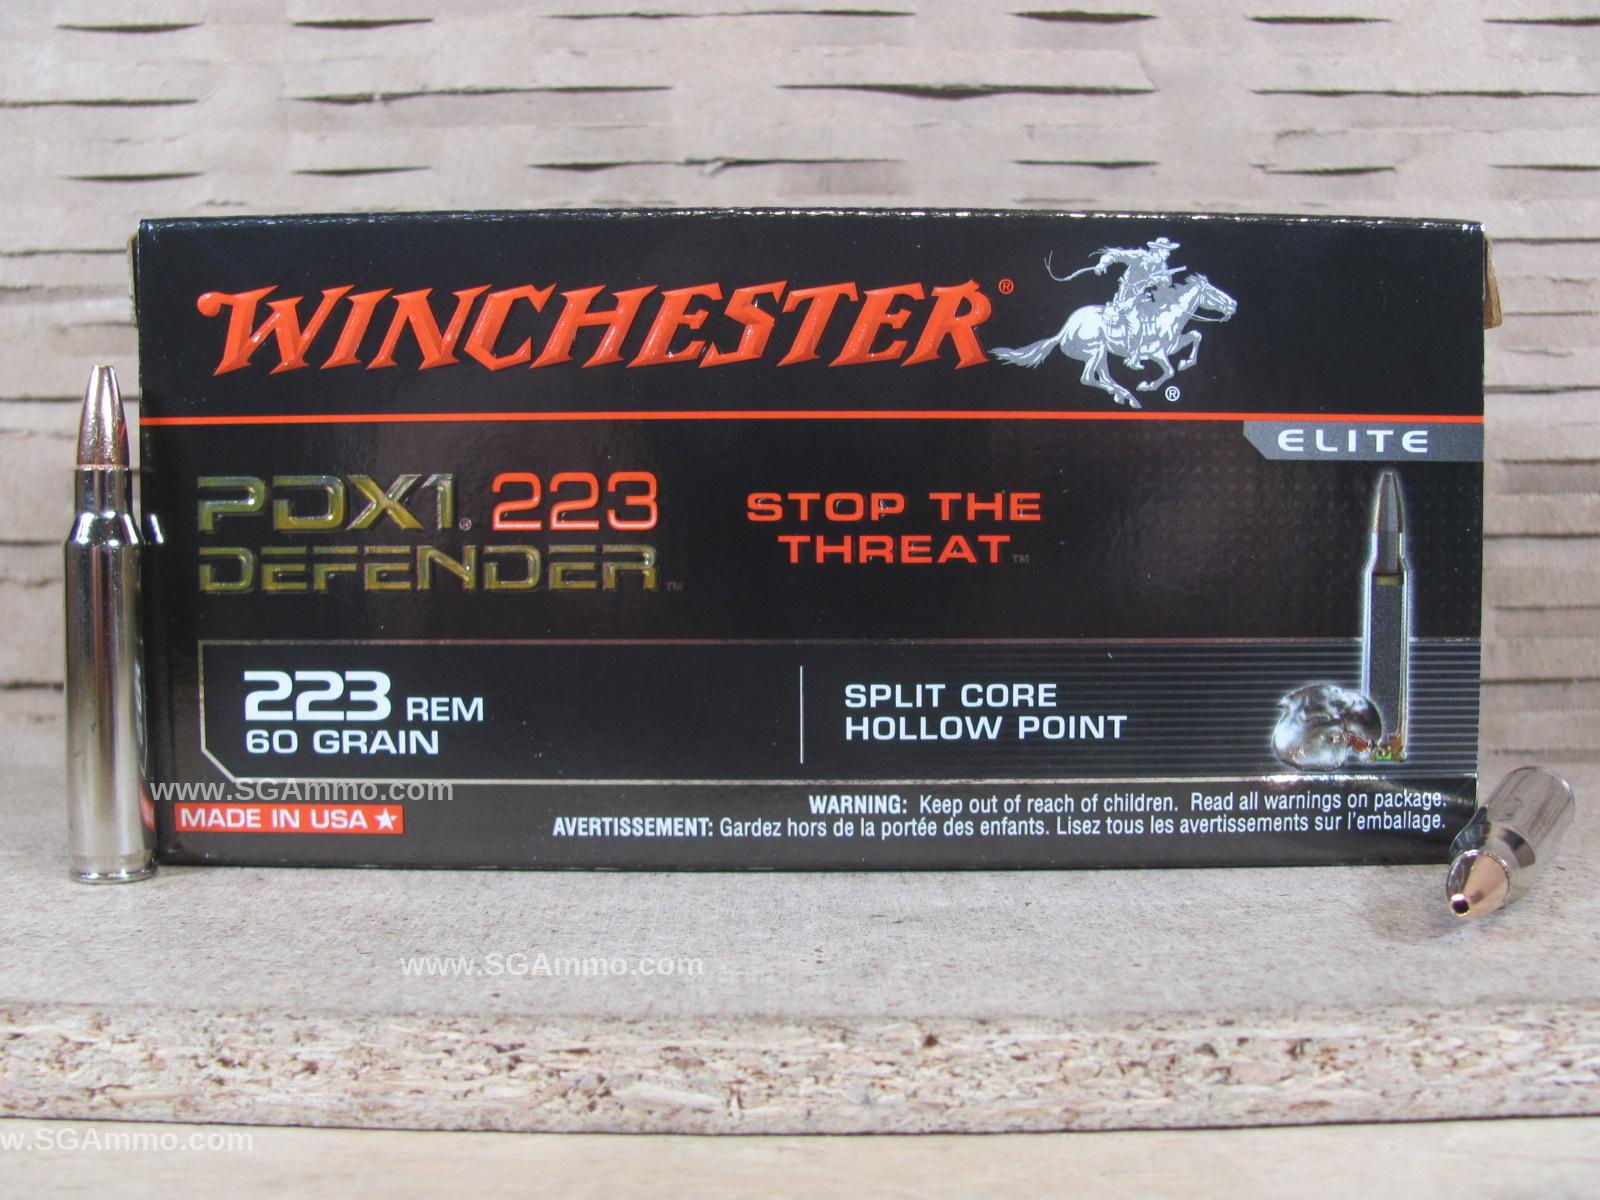 WINCHESTER®
®
ELITE
PDX1® 223
DEFENDER™
STOP THE
THREAT™
223 REM
60 GRAIN
SPLIT CORE
HOLLOW POINT
www.SGAmmo.com
MADE IN USA
WARNING: Keep out of reach of children. Read all warnings on package.
AVERTISSEMENT: Gardez hors de la portée des enfants. Lisez tous les avertissements sur l'emballage.
www.SGAmmo.com
w.SGAmmo.com